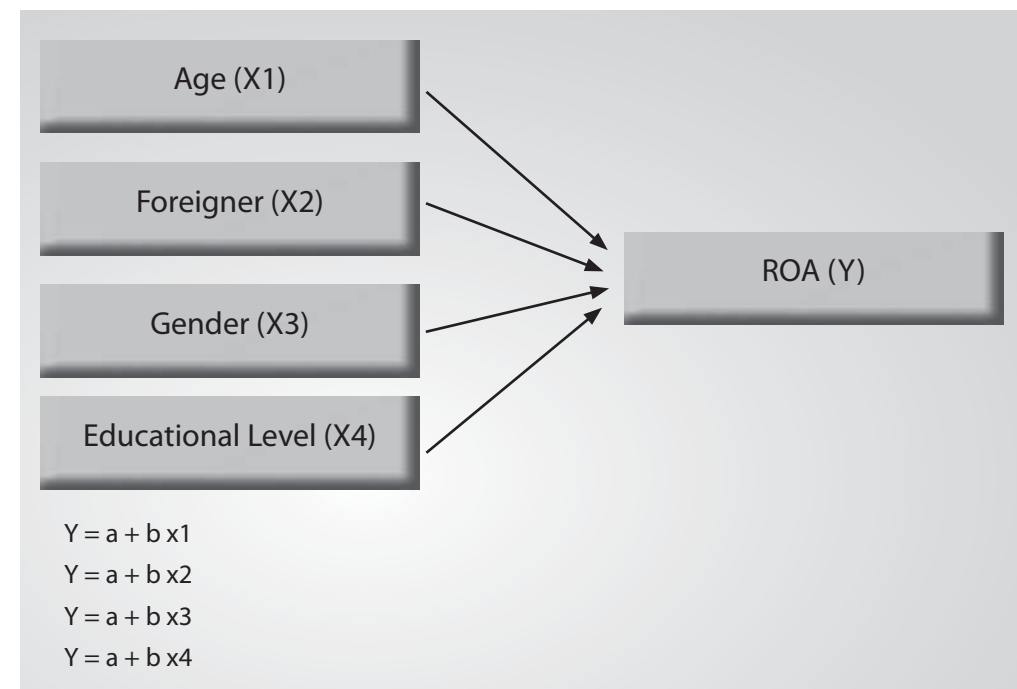 Age (X1)
Foreigner (X2)
Gender (X3)
Educational Level (X4)
ROA (Y)
Y = a + b x1
Y = a + b x2
Y = a + b x3
Y = a + b x4